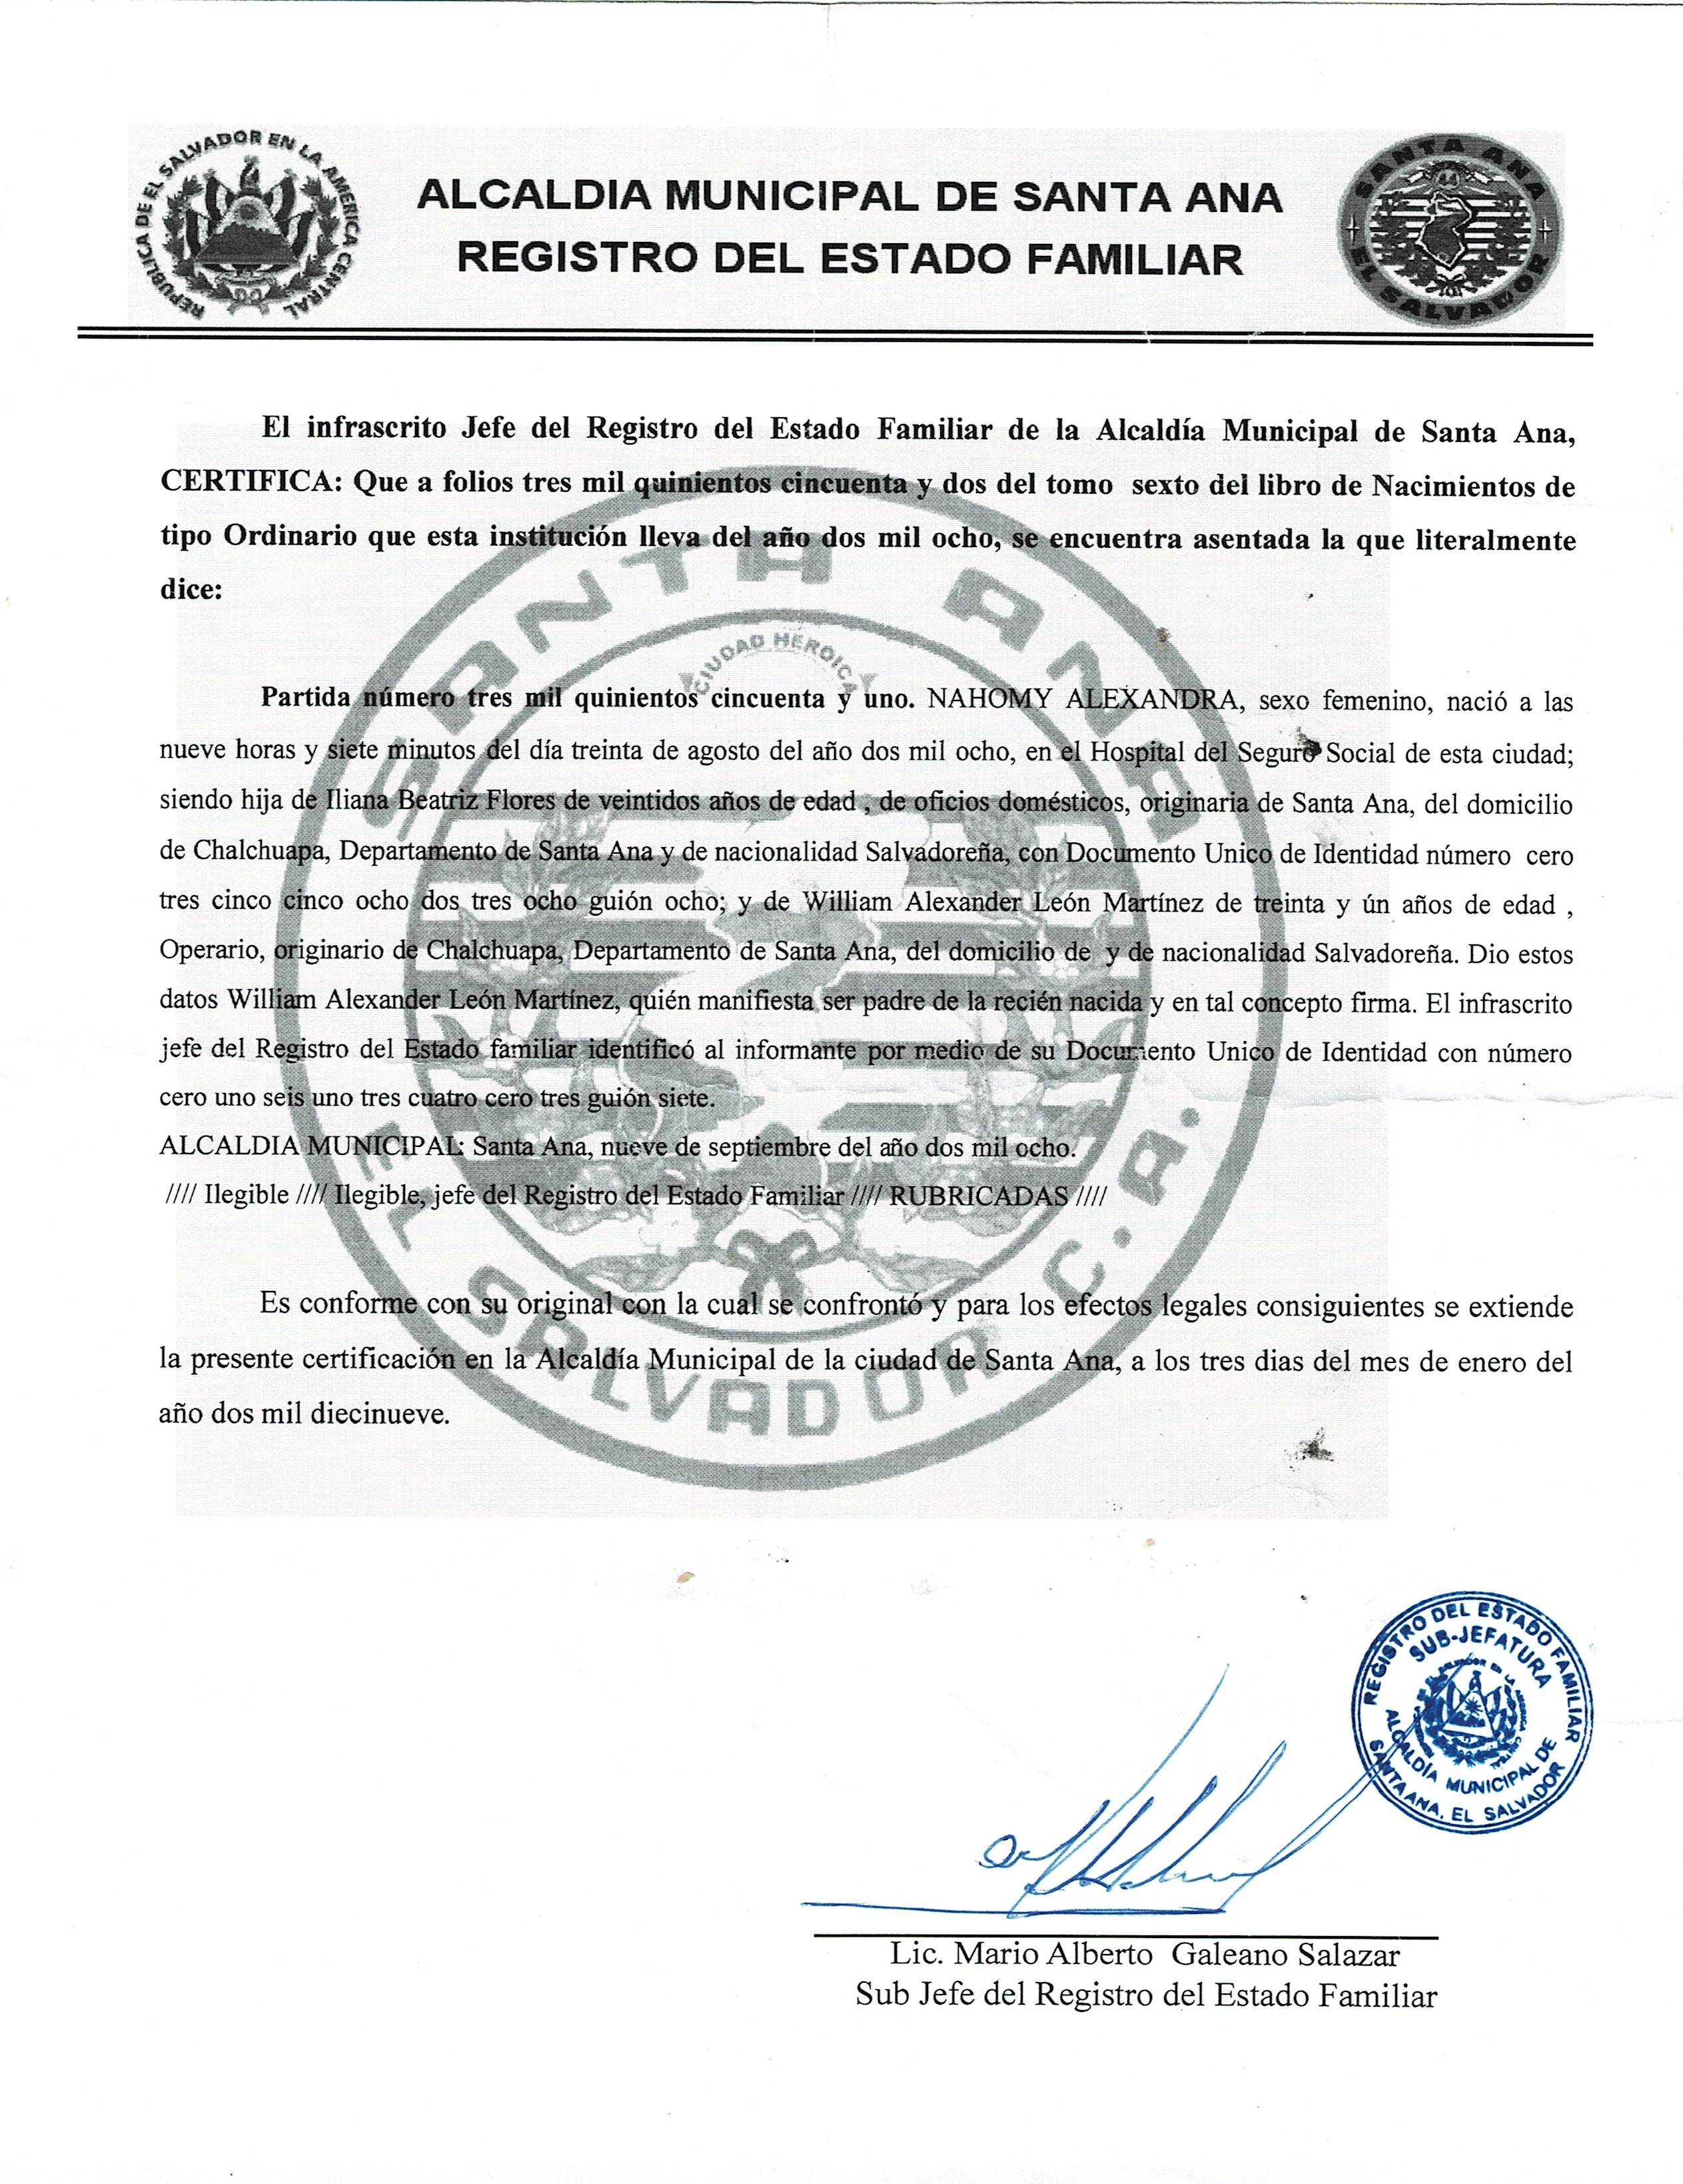 REPUBLICA DE EL SALVADOR EN LA AMERICA CENTRAL
ALCALDIA MUNICIPAL DE SANTA ANA
REGISTRO DEL ESTADO FAMILIAR
SANTA ANA
EL SALVADOR
El infrascrito Jefe del Registro del Estado Familiar de la Alcaldía Municipal de Santa Ana,
CERTIFICA: Que a folios tres mil quinientos cincuenta y dos del tomo sexto del libro de Nacimientos de
tipo Ordinario que esta institución lleva del año dos mil ocho, se encuentra asentada la que literalmente
dice:
SANTA ANA
CIUDAD HEROICA
Partida número tres mil quinientos cincuenta y uno. NAHOMY ALEXANDRA, sexo femenino, nació a las
nueve horas y siete minutos del día treinta de agosto del año dos mil ocho, en el Hospital del Seguro Social de esta ciudad;
siendo hija de Iliana Beatriz Flores de veintidos años de edad , de oficios domésticos, originaria de Santa Ana, del domicilio
de Chalchuapa, Departamento de Santa Ana y de nacionalidad Salvadoreña, con Documento Unico de Identidad número cero
tres cinco cinco ocho dos tres ocho guión ocho; y de William Alexander León Martínez de treinta y ún años de edad ,
Operario, originario de Chalchuapa, Departamento de Santa Ana, del domicilio de y de nacionalidad Salvadoreña. Dio estos
datos William Alexander León Martínez, quién manifiesta ser padre de la recién nacida y en tal concepto firma. El infrascrito
jefe del Registro del Estado familiar identificó al informante por medio de su Documento Unico de Identidad con número
cero uno seis uno tres cuatro cero tres guión siete.
ALCALDIA MUNICIPAL: Santa Ana, nueve de septiembre del año dos mil ocho.
//// Ilegible //// Ilegible, jefe del Registro del Estado Familiar //// RUBRICADAS ////
EL SALVADOR C.A.
Es conforme con su original con la cual se confrontó y para los efectos legales consiguientes se extiende
la presente certificación en la Alcaldía Municipal de la ciudad de Santa Ana, a los tres dias del mes de enero del
año dos mil diecinueve.
REGISTRO DEL ESTADO FAMILIAR
SUB-JEFATURA
ALCALDÍA MUNICIPAL DE
SANTA ANA, EL SALVADOR
Lic. Mario Alberto Galeano Salazar
Sub Jefe del Registro del Estado Familiar